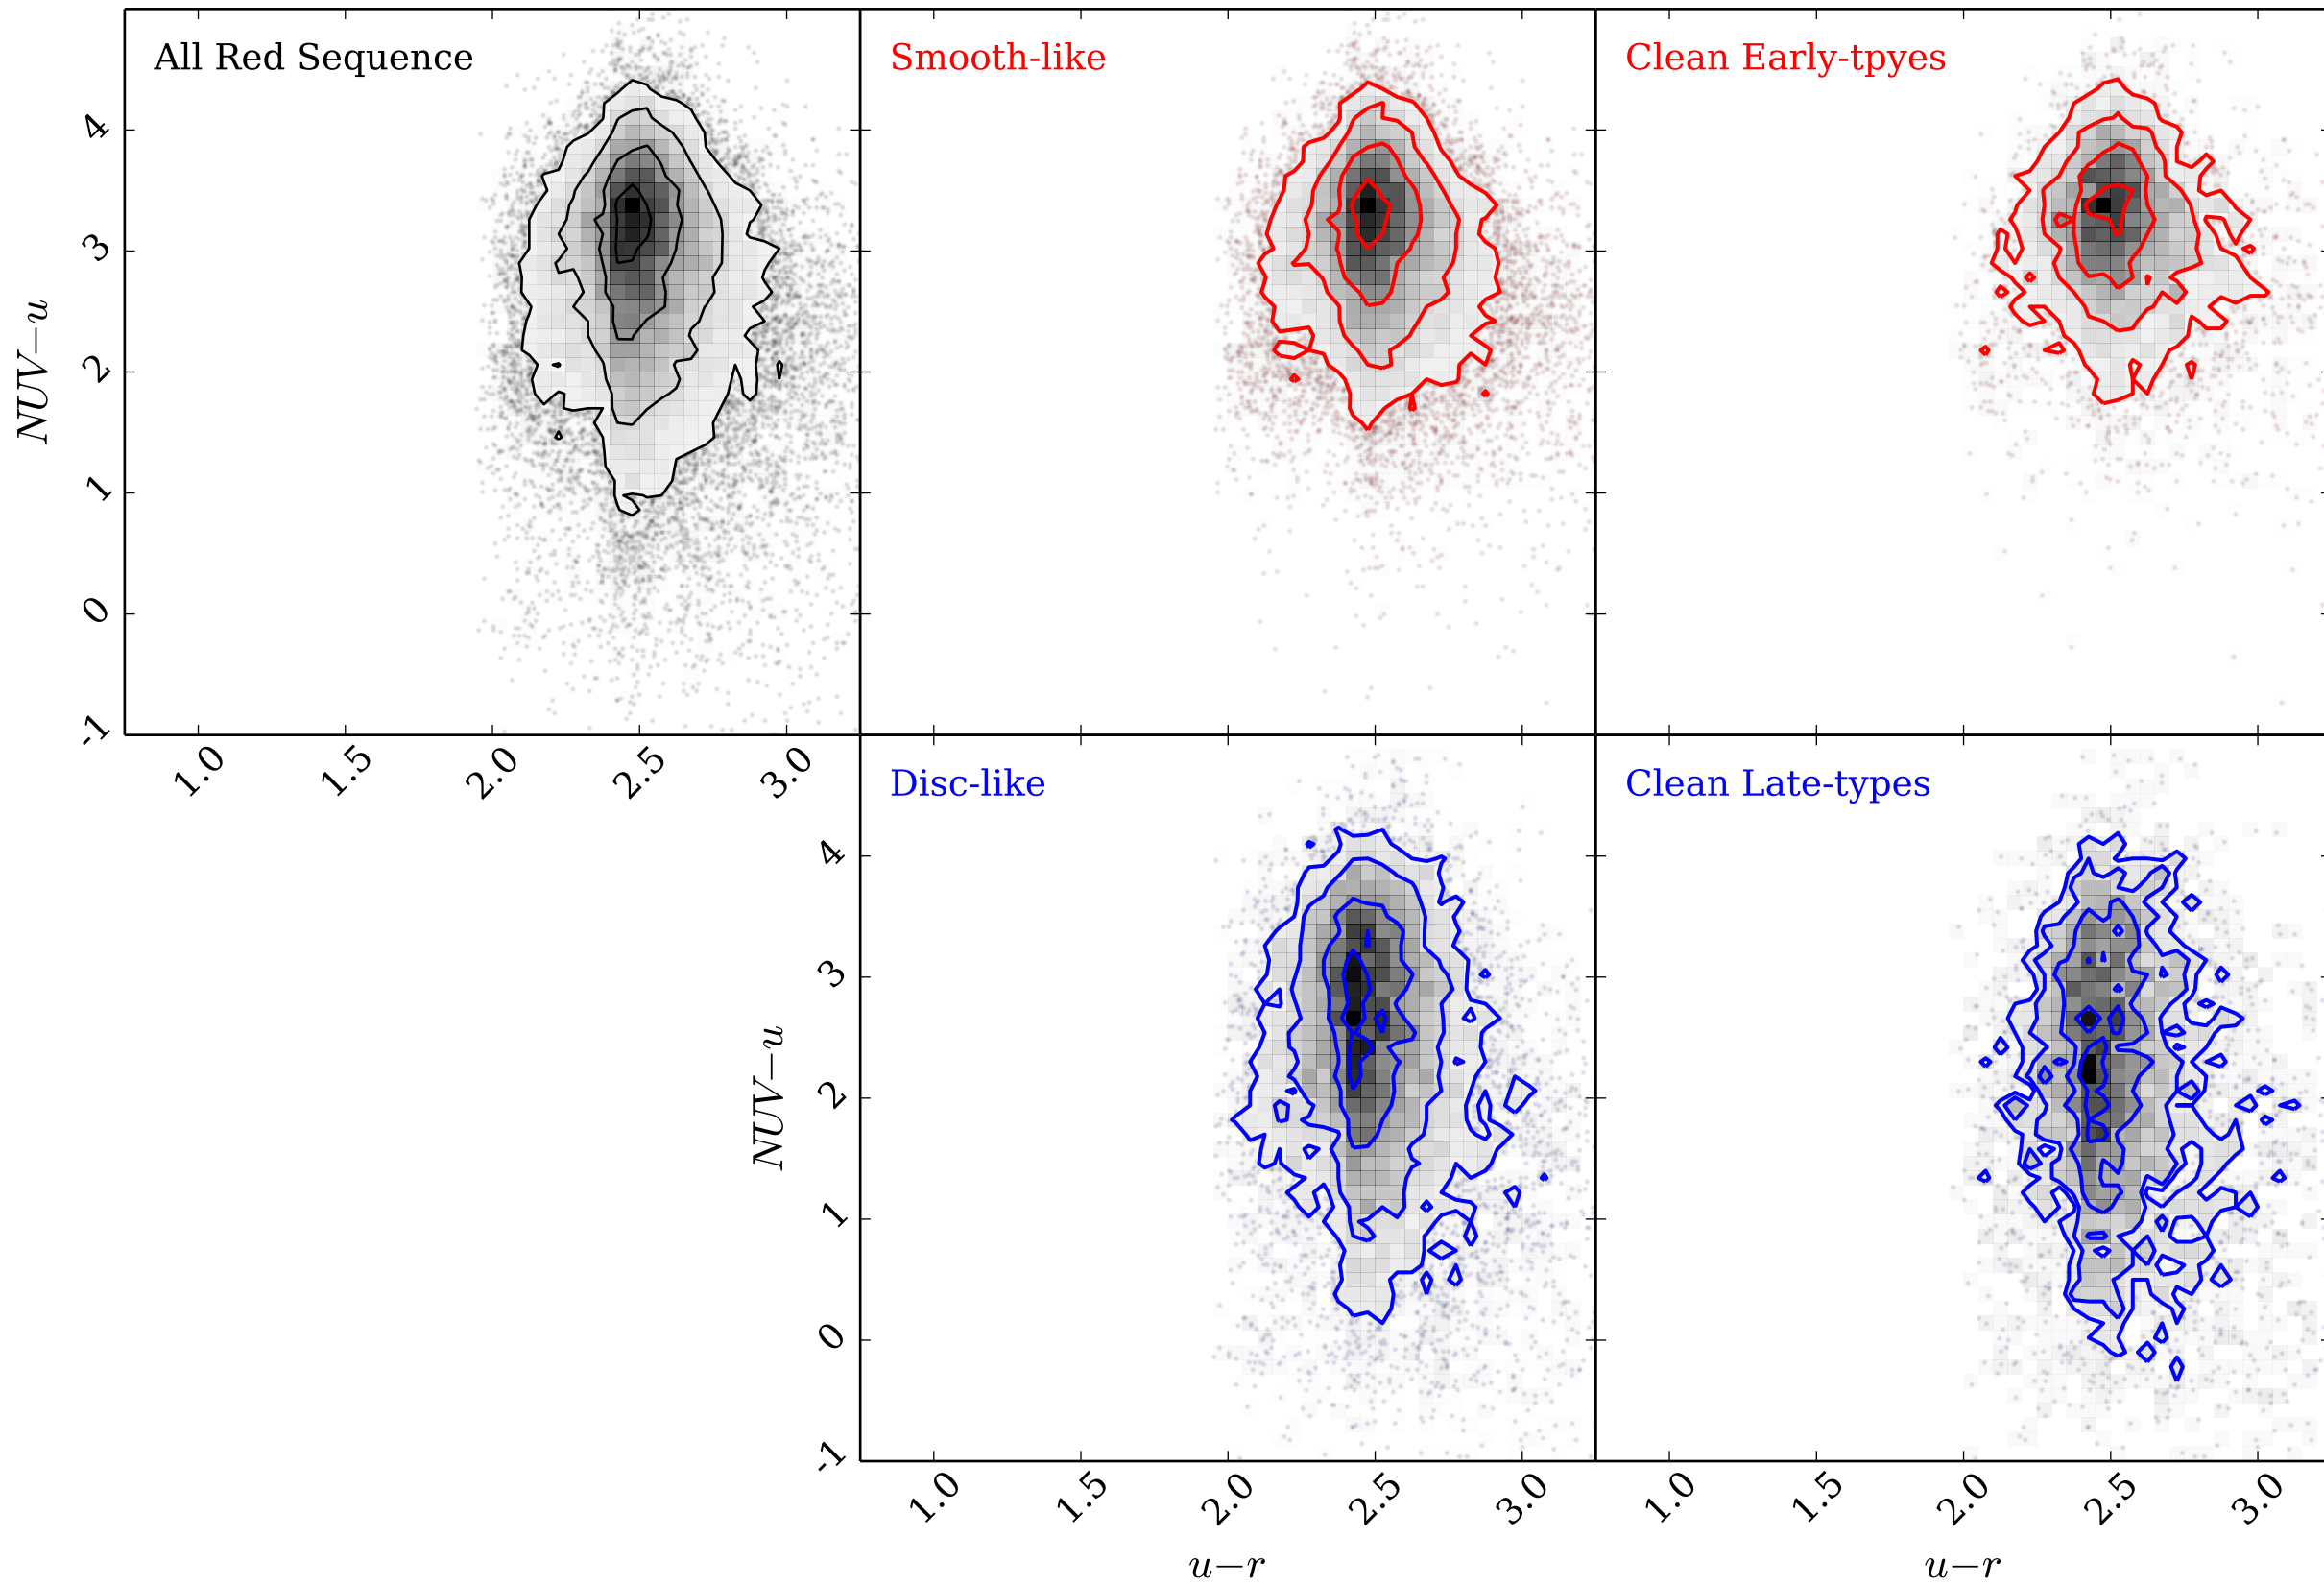 All Red Sequence
Smooth-like
Clean Early-tpyes
NUV−u
4
3
2
1
0
-1
1.0 1.5 2.0 2.5 3.0
Disc-like
Clean Late-types
NUV−u
4
3
2
1
0
-1
1.0 1.5 2.0 2.5 3.0 1.0 1.5 2.0 2.5 3.0
u−r u−r